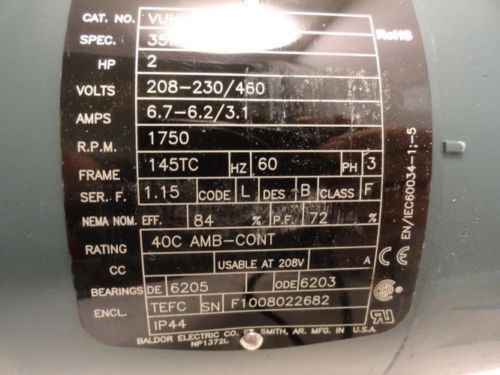 CAT. NO. VUH
SPEC. 35
RoHS
HP 2
VOLTS 208-230/460
AMPS 6.7-6.2/3.1
R.P.M. 1750
FRAME 145TC HZ 60 PH 3
SER. F. 1.15 CODE L DES B CLASS F
NEMA NOM. EFF. 84 % P.F. 72 %
RATING 40C AMB-CONT
CC USABLE AT 208V A
BEARINGS DE 6205 ODE 6203
ENCL. TEFC SN F1008022682
IP44
BALDOR ELECTRIC CO. FT. SMITH, AR. MFG. IN U.S.A.
NP1372L
EN/IEC60034-1;-5
CE